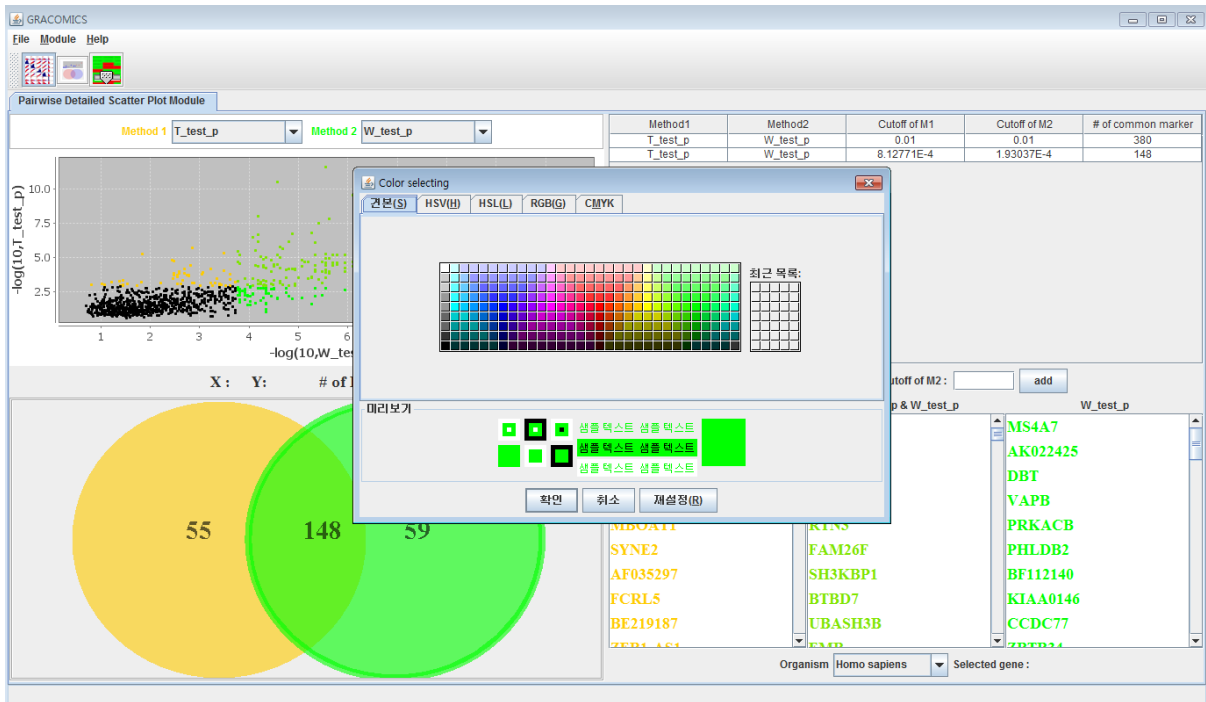 GRACOMICS
File Module Help
Pairwise Detailed Scatter Plot Module
Method 1 T_test_p Method 2 W_test_p
Method1 Method2 Cutoff of M1 Cutoff of M2 # of common marker
T_test_p W_test_p 0.01 0.01 380
T_test_p W_test_p 8.12771E-4 1.93037E-4 148
-log(10,T_test_p)
10.0
7.5
5.0
2.5
1 2 3 4 5 6
-log(10,W_te
X : Y: # of
Color selecting
견본(S) HSV(H) HSL(L) RGB(G) CMYK
최근 목록:
미리보기
샘플 텍스트 샘플 텍스트
샘플 텍스트 샘플 텍스트
샘플 텍스트 샘플 텍스트
확인 취소 재설정(R)
utoff of M2 : add
p & W_test_p W_test_p
55 148 59
MS4A7
AK022425
DBT
VAPB
MBOAT1 RTN3 PRKACB
SYNE2 FAM26F PHLDB2
AF035297 SH3KBP1 BF112140
FCRL5 BTBD7 KIAA0146
BE219187 UBASH3B CCDC77
ZEB1-AS1 EMB ZBTB24
Organism Homo sapiens Selected gene :